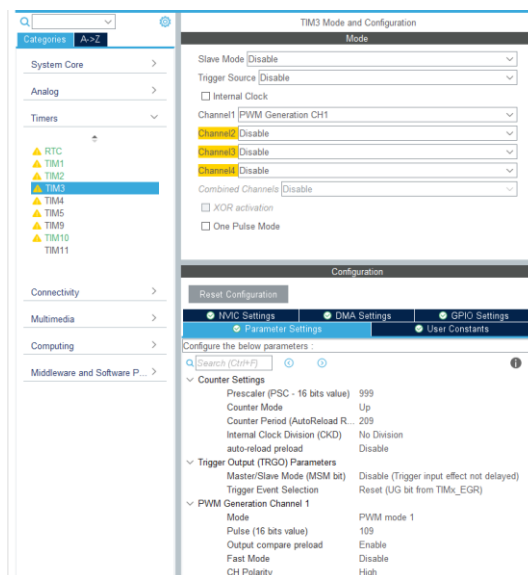 Categories A->Z
System Core
Analog
Timers
RTC
TIM1
TIM2
TIM3
TIM4
TIM5
TIM9
TIM10
TIM11
Connectivity
Multimedia
Computing
Middleware and Software P...
TIM3 Mode and Configuration
Mode
Slave Mode Disable
Trigger Source Disable
Internal Clock
Channel1 PWM Generation CH1
Channel2 Disable
Channel3 Disable
Channel4 Disable
Combined Channels Disable
XOR activation
One Pulse Mode
Configuration
Reset Configuration
NVIC Settings DMA Settings GPIO Settings
Parameter Settings User Constants
Configure the below parameters :
Search (Ctrl+F)
Counter Settings
Prescaler (PSC - 16 bits value) 999
Counter Mode Up
Counter Period (AutoReload R... 209
Internal Clock Division (CKD) No Division
auto-reload preload Disable
Trigger Output (TRGO) Parameters
Master/Slave Mode (MSM bit) Disable (Trigger input effect not delayed)
Trigger Event Selection Reset (UG bit from TIMx_EGR)
PWM Generation Channel 1
Mode PWM mode 1
Pulse (16 bits value) 109
Output compare preload Enable
Fast Mode Disable
CH Polarity High